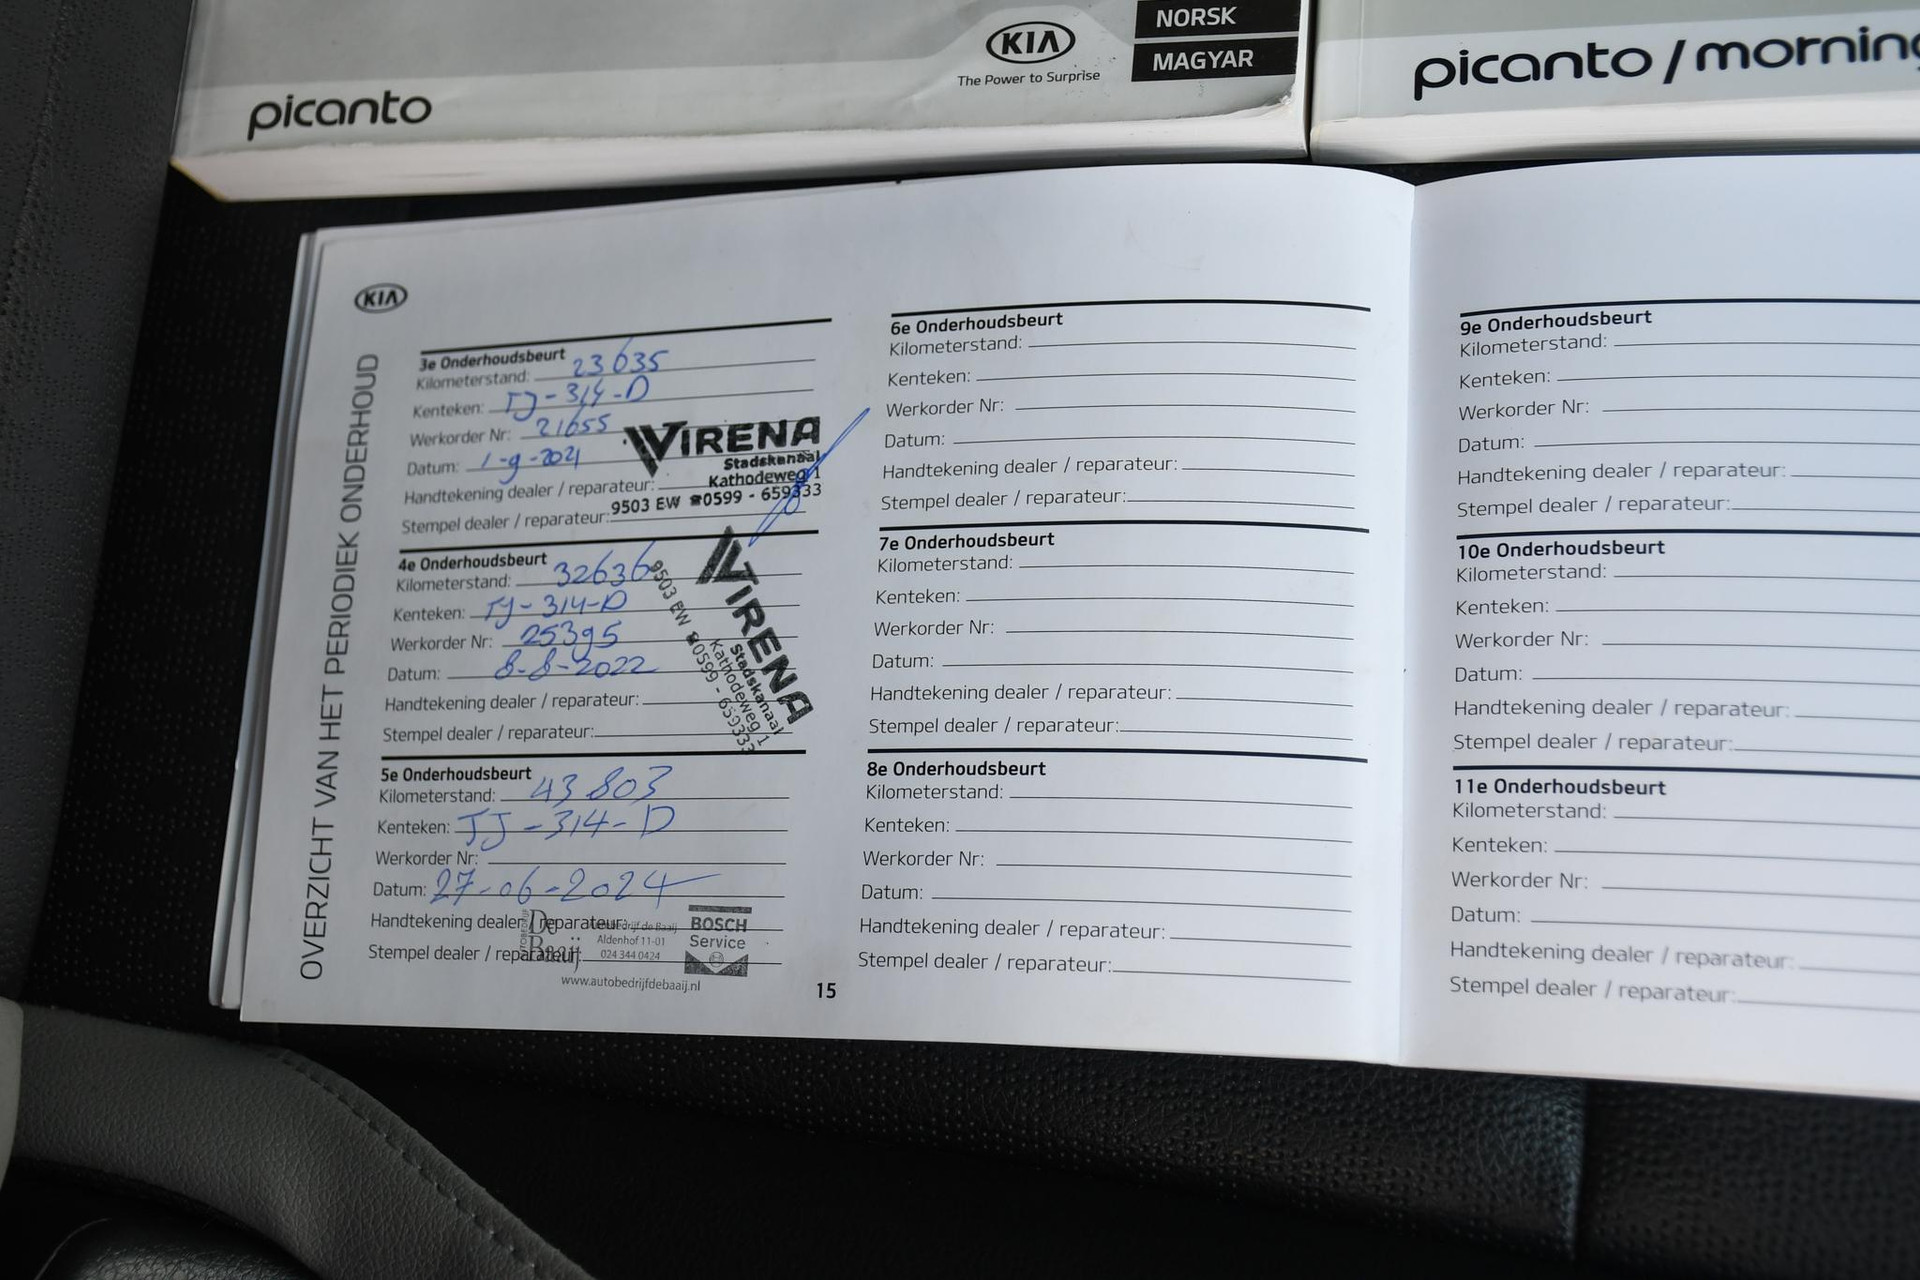 KIA
The Power to Surprise
NORSK
MAGYAR
picanto
picanto / morning
KIA
OVERZICHT VAN HET PERIODIEK ONDERHOUD
3e Onderhoudsbeurt
Kilometerstand: 23635
Kenteken: TJ-314-D
Werkorder Nr: 21655
Datum: 1-9-2021
Handtekening dealer / reparateur:
Stempel dealer / reparateur:
VIRENA
Stadskanaal
Kathodeweg 1
9503 EW ☎0599 - 659333
4e Onderhoudsbeurt
Kilometerstand: 32636
Kenteken: TJ-314-D
Werkorder Nr: 25395
Datum: 8-8-2022
Handtekening dealer / reparateur:
Stempel dealer / reparateur:
VIRENA
Stadskanaal
Kathodeweg 1
9503 EW ☎0599 - 659333
5e Onderhoudsbeurt
Kilometerstand: 43803
Kenteken: TJ-314-D
Werkorder Nr:
Datum: 27-06-2024
Handtekening dealer / reparateur:
Stempel dealer / reparateur:
De Baaij
Autobedrijf de Baaij
Aldenhof 11-01
024 344 0424
BOSCH
Service
www.autobedrijfdebaaij.nl
15
6e Onderhoudsbeurt
Kilometerstand:
Kenteken:
Werkorder Nr:
Datum:
Handtekening dealer / reparateur:
Stempel dealer / reparateur:
7e Onderhoudsbeurt
Kilometerstand:
Kenteken:
Werkorder Nr:
Datum:
Handtekening dealer / reparateur:
Stempel dealer / reparateur:
8e Onderhoudsbeurt
Kilometerstand:
Kenteken:
Werkorder Nr:
Datum:
Handtekening dealer / reparateur:
Stempel dealer / reparateur:
9e Onderhoudsbeurt
Kilometerstand:
Kenteken:
Werkorder Nr:
Datum:
Handtekening dealer / reparateur:
Stempel dealer / reparateur:
10e Onderhoudsbeurt
Kilometerstand:
Kenteken:
Werkorder Nr:
Datum:
Handtekening dealer / reparateur:
Stempel dealer / reparateur:
11e Onderhoudsbeurt
Kilometerstand:
Kenteken:
Werkorder Nr:
Datum:
Handtekening dealer / reparateur:
Stempel dealer / reparateur: